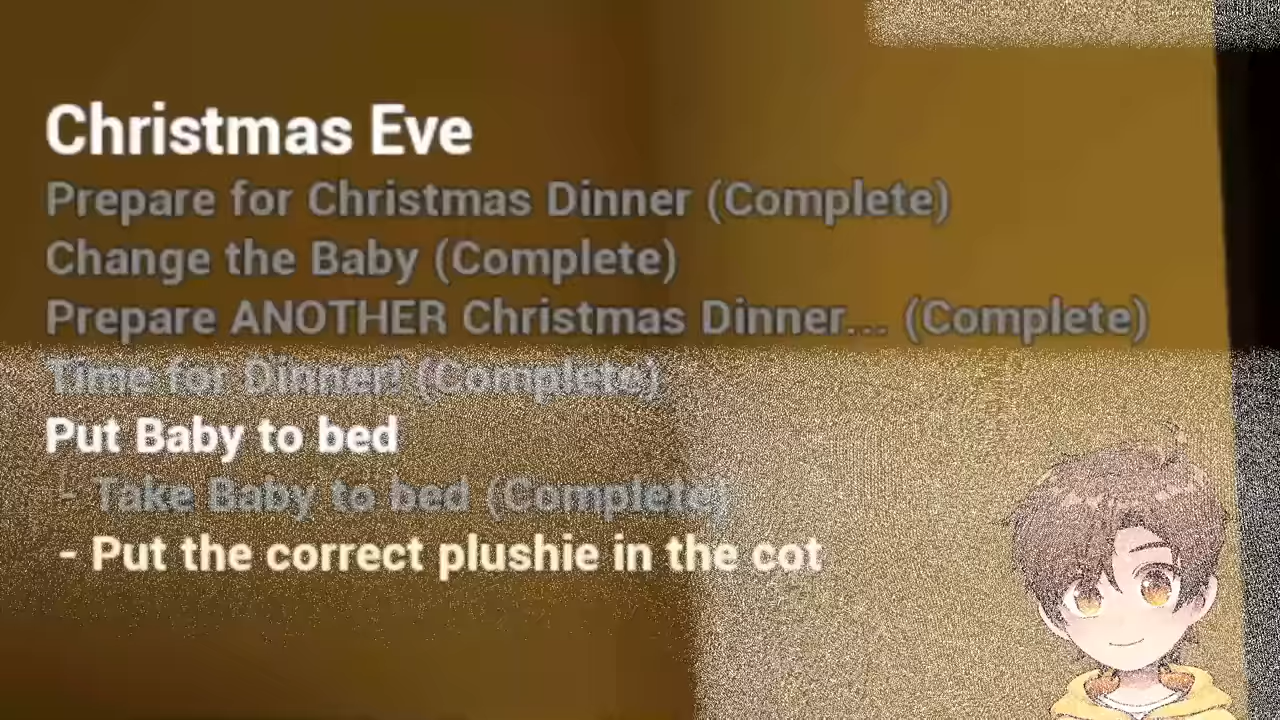 Christmas Eve
Prepare for Christmas Dinner (Complete)
Change the Baby (Complete)
Prepare ANOTHER Christmas Dinner... (Complete)
Time for Dinner! (Complete)
Put Baby to bed
- Take Baby to bed (Complete)
- Put the correct plushie in the cot